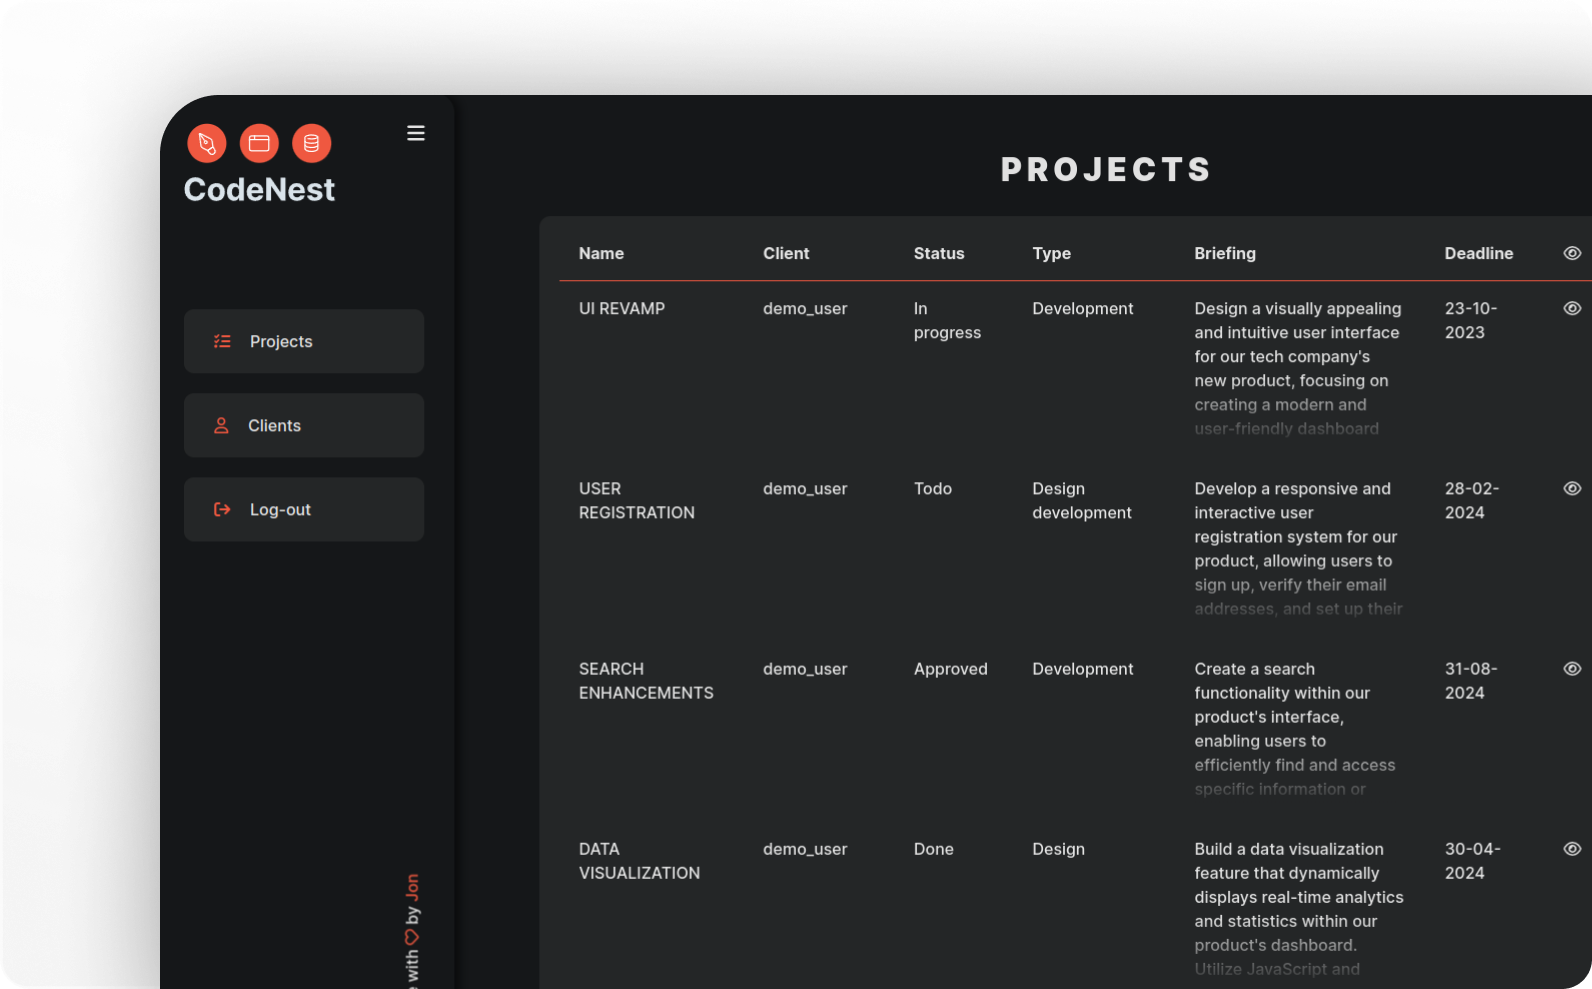 CodeNest
Projects
Clients
Log-out
with by Jon
PROJECTS
Name Client Status Type Briefing Deadline
UI REVAMP demo_user In progress Development Design a visually appealing
and intuitive user interface
for our tech company's
new product, focusing on
creating a modern and
user-friendly dashboard
23-10-
2023
USER
REGISTRATION
demo_user
Todo
Design
development
Develop a responsive and
interactive user
registration system for our
product, allowing users to
sign up, verify their email
addresses, and set up their
28-02-
2024
SEARCH
ENHANCEMENTS
demo_user
Approved
Development
Create a search
functionality within our
product's interface,
enabling users to
efficiently find and access
specific information or
31-08-
2024
DATA
VISUALIZATION
demo_user
Done
Design
Build a data visualization
feature that dynamically
displays real-time analytics
and statistics within our
product's dashboard.
Utilize JavaScript and
30-04-
2024